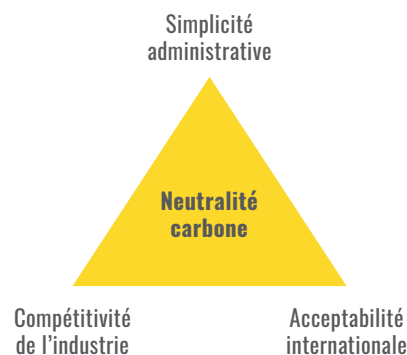 Simplicité
administrative
Neutralité
carbone
Compétitivité
de l’industrie
Acceptabilité
internationale